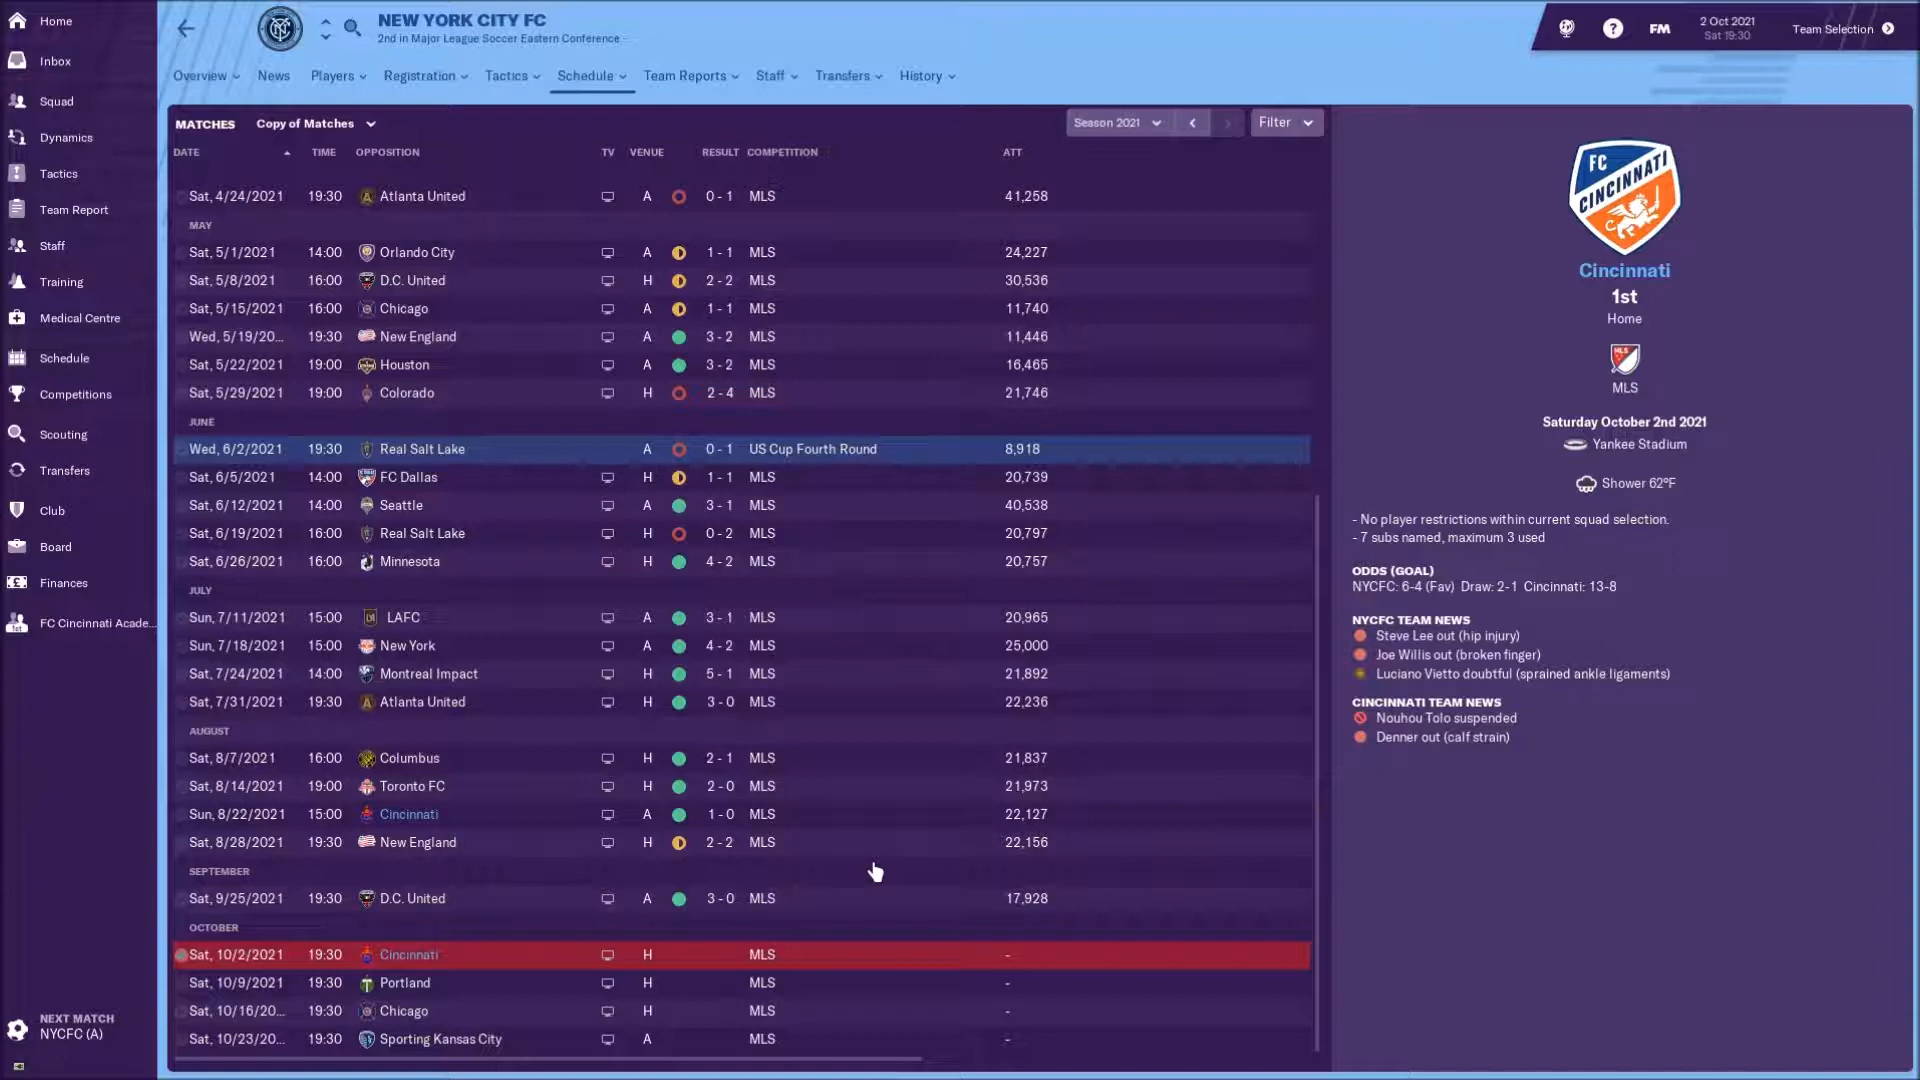 Home
Inbox
Squad
Dynamics
Tactics
Team Report
Staff
Training
Medical Centre
Schedule
Competitions
Scouting
Transfers
Club
Board
Finances
FC Cincinnati Acade...
NEXT MATCH
NYCFC (A)
NEW YORK CITY FC
2nd in Major League Soccer Eastern Conference
FM
2 Oct 2021
Sat 19:30
Team Selection
Overview News Players Registration Tactics Schedule Team Reports Staff Transfers History
MATCHES Copy of Matches Season 2021 Filter
DATE TIME OPPOSITION TV VENUE RESULT COMPETITION ATT
Sat, 4/24/2021 19:30 Atlanta United A 0 - 1 MLS 41,258
MAY
Sat, 5/1/2021 14:00 Orlando City A 1 - 1 MLS 24,227
Sat, 5/8/2021 16:00 D.C. United H 2 - 2 MLS 30,536
Sat, 5/15/2021 16:00 Chicago A 1 - 1 MLS 11,740
Wed, 5/19/20... 19:30 New England A 3 - 2 MLS 11,446
Sat, 5/22/2021 19:00 Houston A 3 - 2 MLS 16,465
Sat, 5/29/2021 19:00 Colorado H 2 - 4 MLS 21,746
JUNE
Wed, 6/2/2021 19:30 Real Salt Lake A 0 - 1 US Cup Fourth Round 8,918
Sat, 6/5/2021 14:00 FC Dallas H 1 - 1 MLS 20,739
Sat, 6/12/2021 14:00 Seattle A 3 - 1 MLS 40,538
Sat, 6/19/2021 16:00 Real Salt Lake H 0 - 2 MLS 20,797
Sat, 6/26/2021 16:00 Minnesota H 4 - 2 MLS 20,757
JULY
Sun, 7/11/2021 15:00 LAFC A 3 - 1 MLS 20,965
Sun, 7/18/2021 15:00 New York A 4 - 2 MLS 25,000
Sat, 7/24/2021 14:00 Montreal Impact H 5 - 1 MLS 21,892
Sat, 7/31/2021 19:30 Atlanta United H 3 - 0 MLS 22,236
AUGUST
Sat, 8/7/2021 16:00 Columbus H 2 - 1 MLS 21,837
Sat, 8/14/2021 19:00 Toronto FC H 2 - 0 MLS 21,973
Sun, 8/22/2021 15:00 Cincinnati A 1 - 0 MLS 22,127
Sat, 8/28/2021 19:30 New England H 2 - 2 MLS 22,156
SEPTEMBER
Sat, 9/25/2021 19:30 D.C. United A 3 - 0 MLS 17,928
OCTOBER
Sat, 10/2/2021 19:30 Cincinnati H MLS -
Sat, 10/9/2021 19:30 Portland H MLS -
Sat, 10/16/20... 19:30 Chicago H MLS -
Sat, 10/23/20... 19:30 Sporting Kansas City A MLS -
FC
CINCINNATI
Cincinnati
1st
Home
MLS
Saturday October 2nd 2021
Yankee Stadium
Shower 62°F
- No player restrictions within current squad selection.
- 7 subs named, maximum 3 used
ODDS (GOAL)
NYCFC: 6-4 (Fav) Draw: 2-1 Cincinnati: 13-8
NYCFC TEAM NEWS
Steve Lee out (hip injury)
Joe Willis out (broken finger)
Luciano Vietto doubtful (sprained ankle ligaments)
CINCINNATI TEAM NEWS
Nouhou Tolo suspended
Denner out (calf strain)